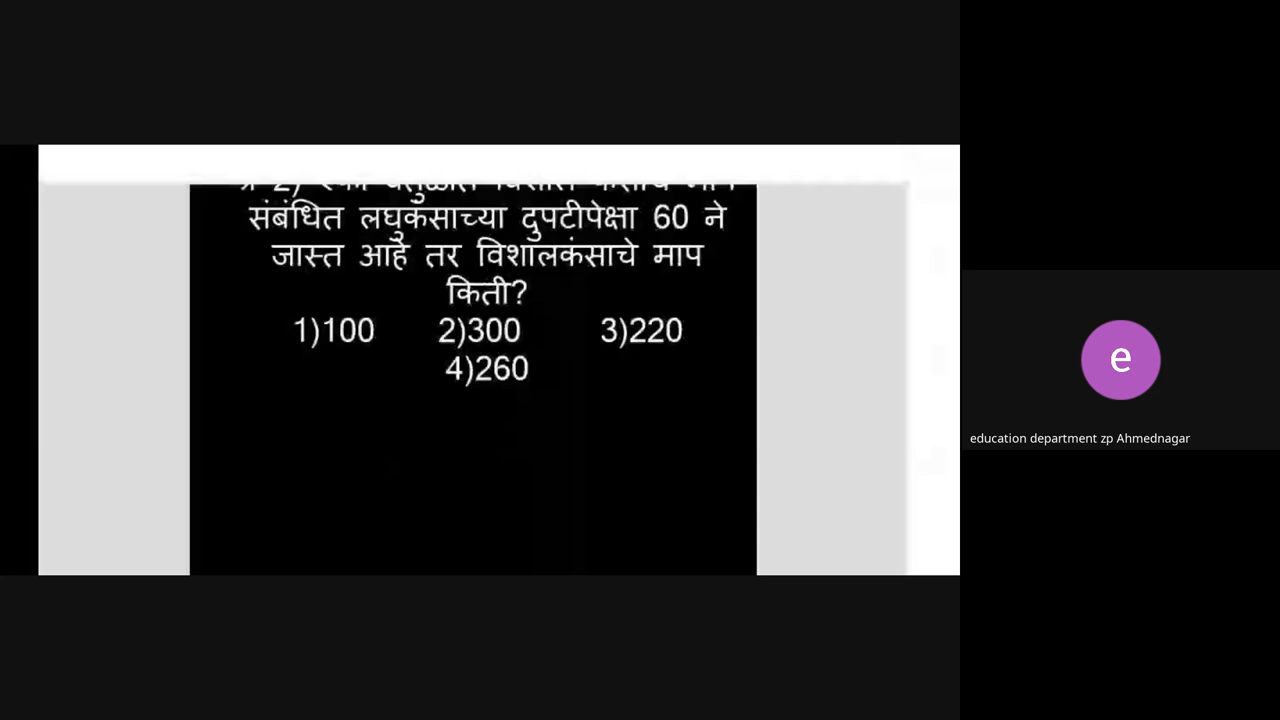 संबंधित लघुकंसाच्या दुपटीपेक्षा 60 ने
जास्त आहे तर विशालकंसाचे माप
किती?
1)100 2)300 3)220
4)260
e
education department zp Ahmednagar